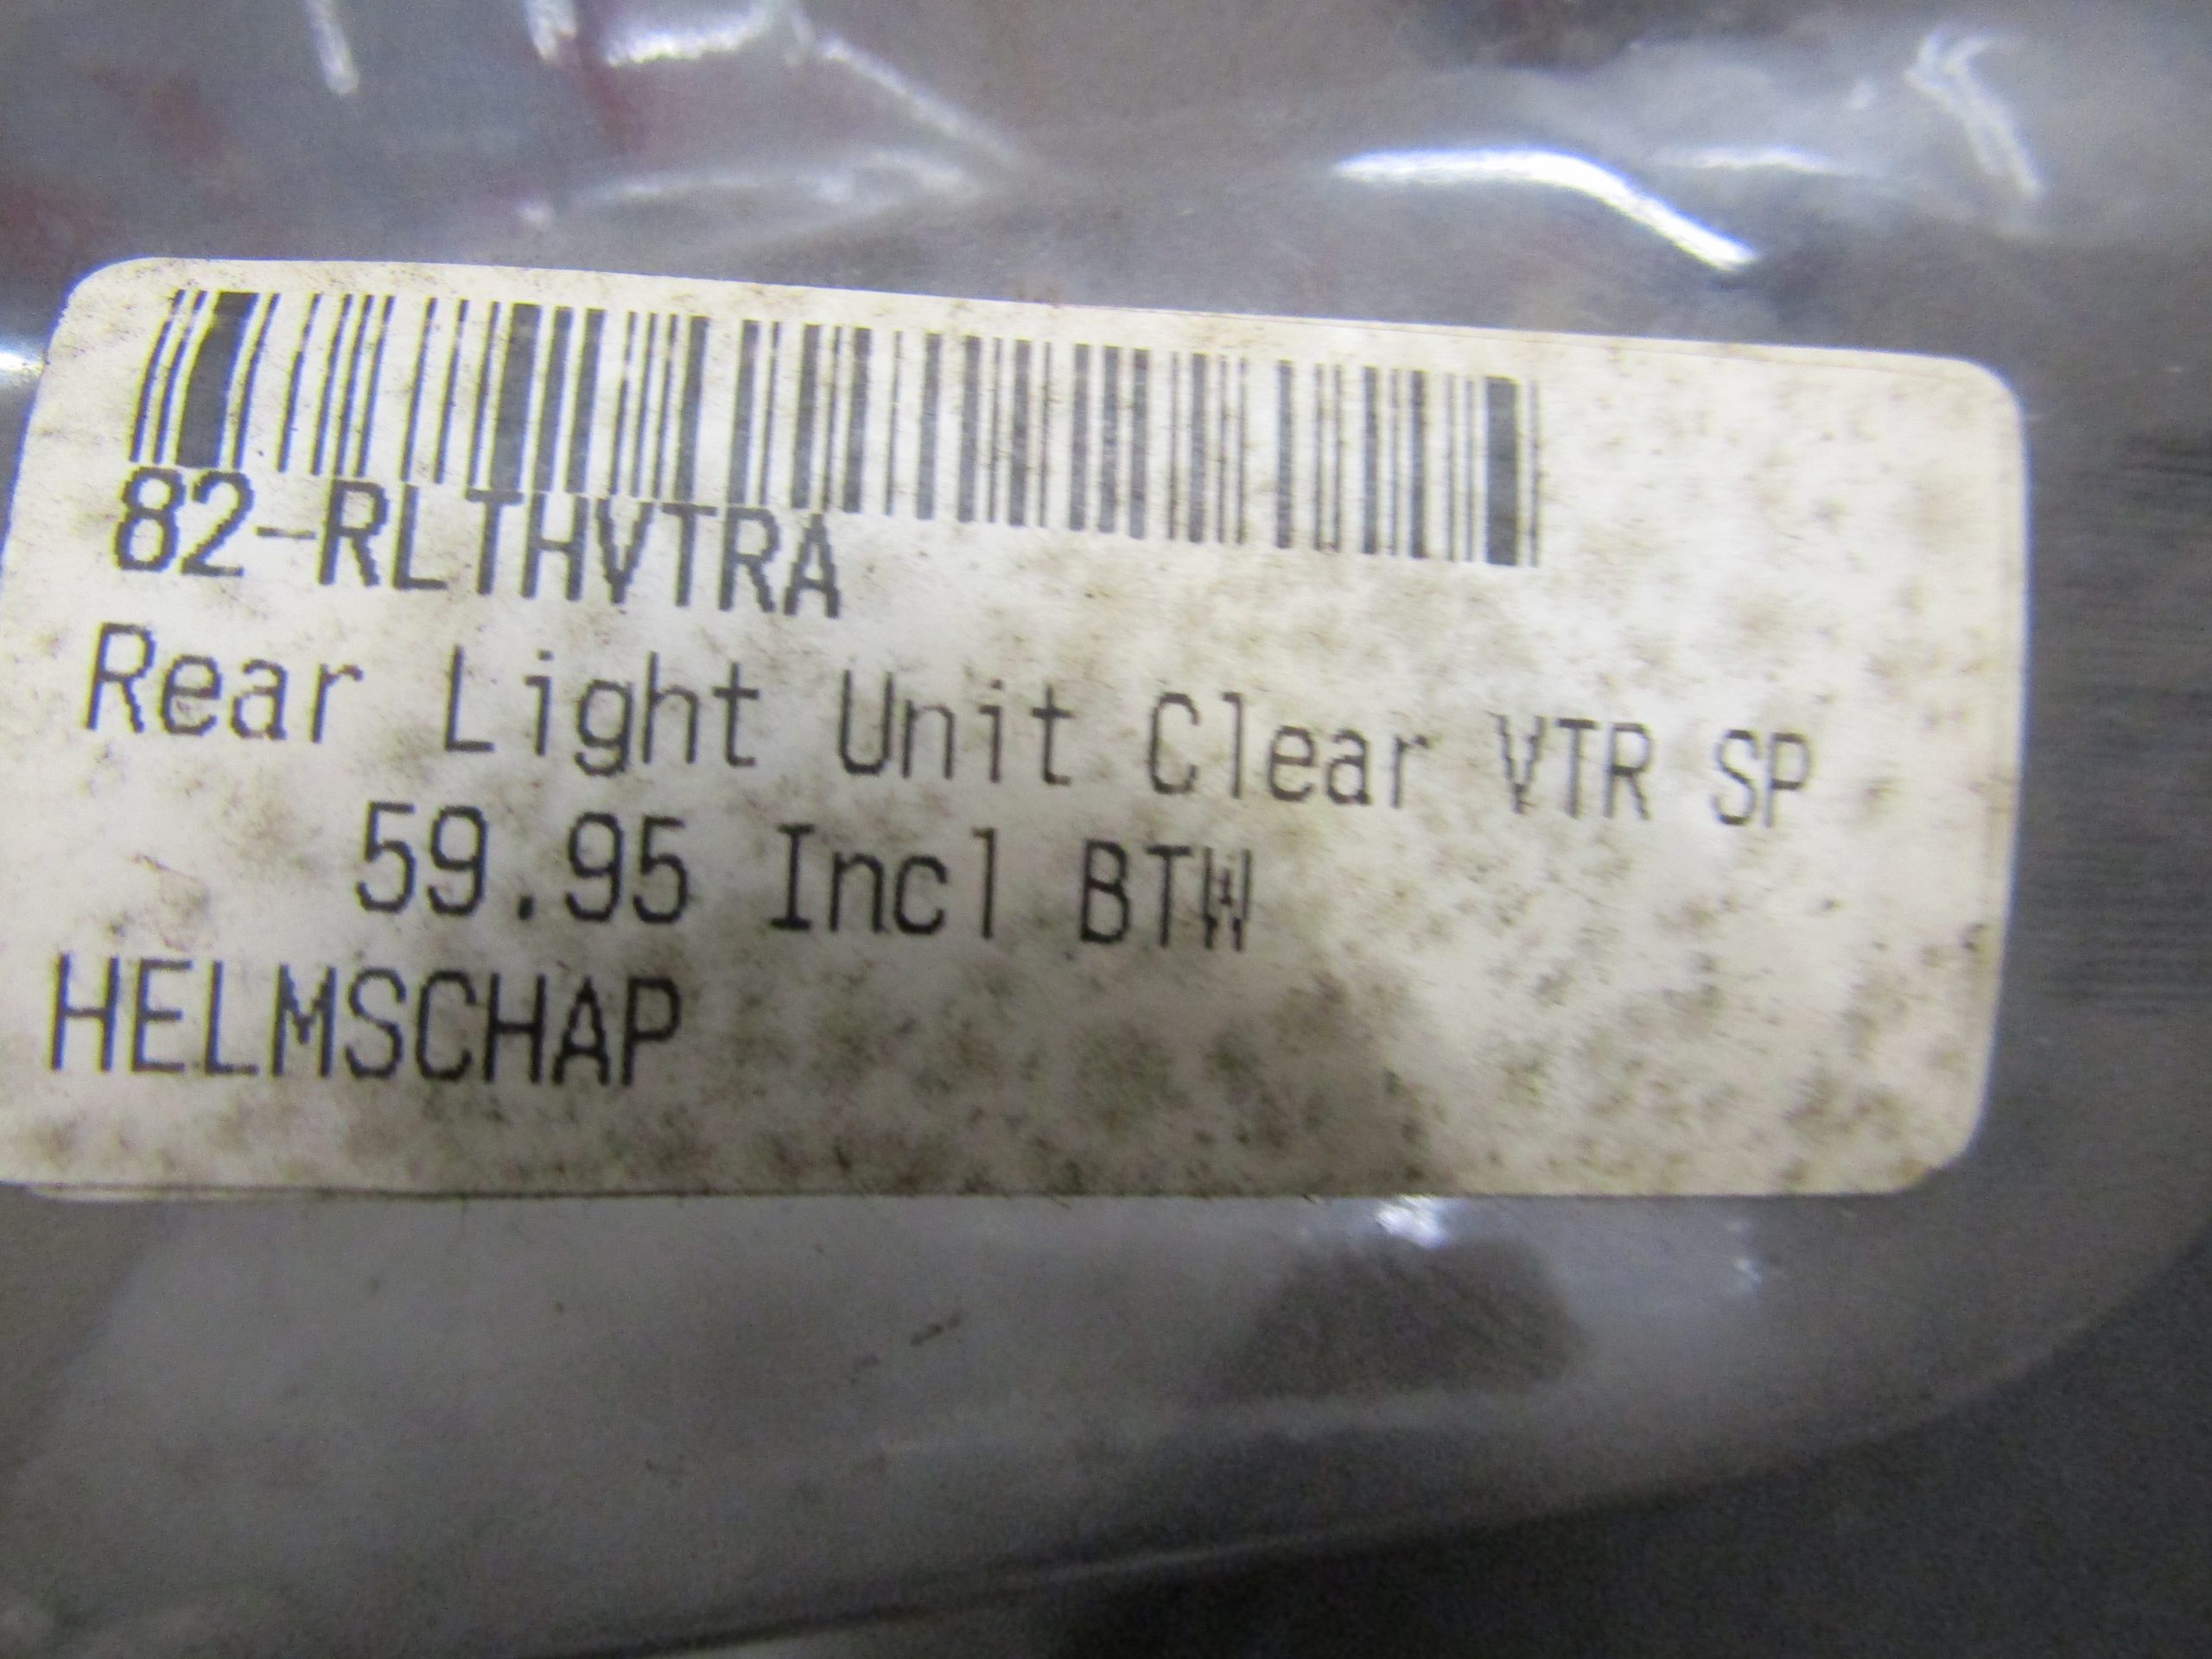 82-RLTHVTRA
Rear Light Unit Clear VTR SP
59.95 Incl BTW
HELMSCHAP